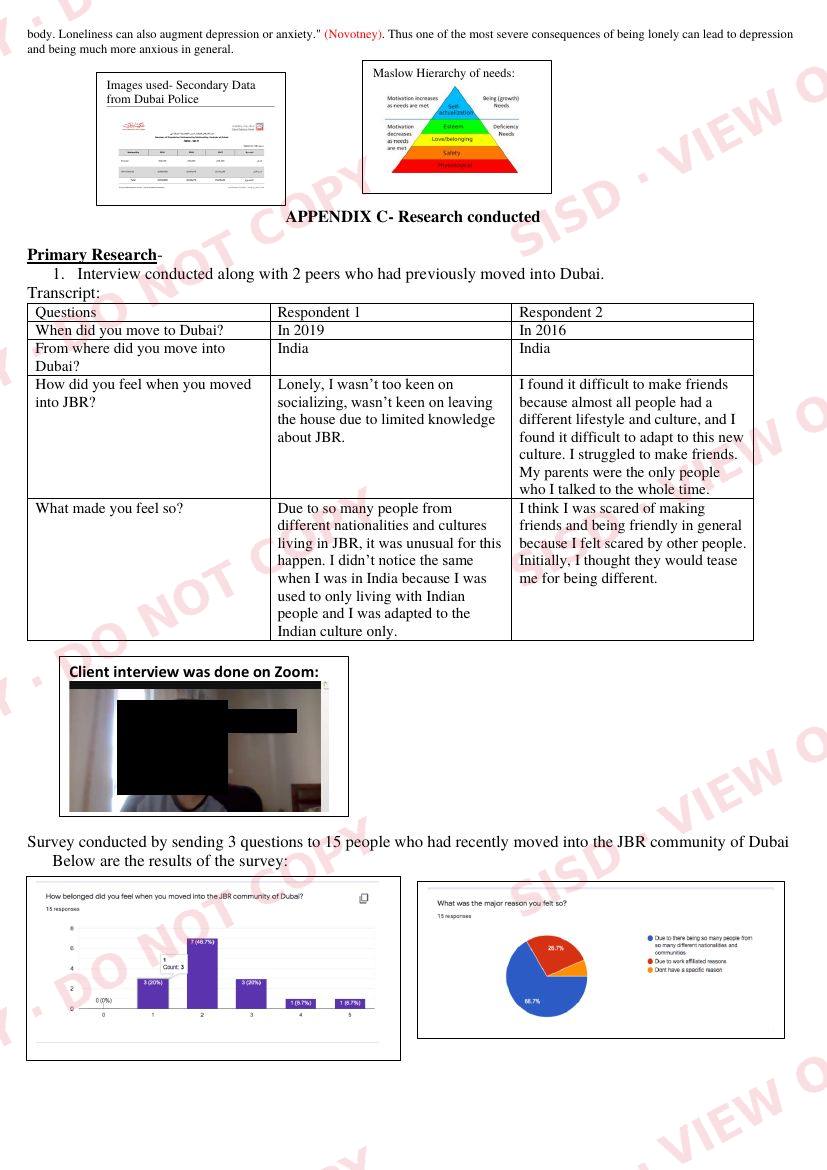 body. Loneliness can also augment depression or anxiety." (Novotney). Thus one of the most severe consequences of being lonely can lead to depression
and being much more anxious in general.
Images used- Secondary Data
from Dubai Police
Maslow Hierarchy of needs:
Motivation increases
as needs are met
Being (growth)
Needs
Self-
actualization
Motivation
decreases
as needs
are met
Deficiency
Needs
Esteem
Love/belonging
Safety
Physiological
APPENDIX C- Research conducted
Primary Research-
1. Interview conducted along with 2 peers who had previously moved into Dubai.
Transcript:
Questions
Respondent 1
Respondent 2
When did you move to Dubai?
In 2019
In 2016
From where did you move into
Dubai?
India
India
How did you feel when you moved
into JBR?
Lonely, I wasn’t too keen on
socializing, wasn’t keen on leaving
the house due to limited knowledge
about JBR.
I found it difficult to make friends
because almost all people had a
different lifestyle and culture, and I
found it difficult to adapt to this new
culture. I struggled to make friends.
My parents were the only people
who I talked to the whole time.
What made you feel so?
Due to so many people from
different nationalities and cultures
living in JBR, it was unusual for this
happen. I didn’t notice the same
when I was in India because I was
used to only living with Indian
people and I was adapted to the
Indian culture only.
I think I was scared of making
friends and being friendly in general
because I felt scared by other people.
Initially, I thought they would tease
me for being different.
Client interview was done on Zoom:
Survey conducted by sending 3 questions to 15 people who had recently moved into the JBR community of Dubai
Below are the results of the survey:
How belonged did you feel when you moved into the JBR community of Dubai?
15 responses
8
6
4
2
0
0 (0%)
3 (20%)
1
Count: 3
7 (46.7%)
3 (20%)
1 (6.7%)
1 (6.7%)
0
1
2
3
4
5
What was the major reason you felt so?
15 responses
26.7%
66.7%
Due to there being so many people from
so many different nationalities and
communities
Due to work affiliated reasons
Dont have a specific reason
SISD · VIEW O
Y · DO NOT COPY
SISD · VIEW O
Y · DO NOT COPY
SISD · VIEW O
Y · DO NOT COPY
SISD · VIEW O